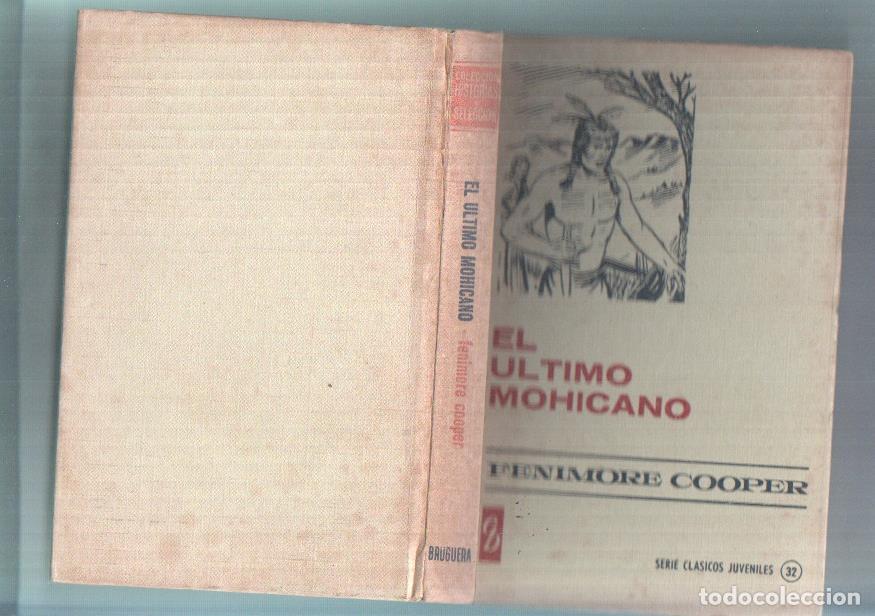 COLECCION
HISTORIAS
SELECCION
EL ULTIMO MOHICANO - fenimore cooper
BRUGUERA
EL
ULTIMO
MOHICANO
FENIMORE COOPER
SERIE CLASICOS JUVENILES 32
todocoleccion